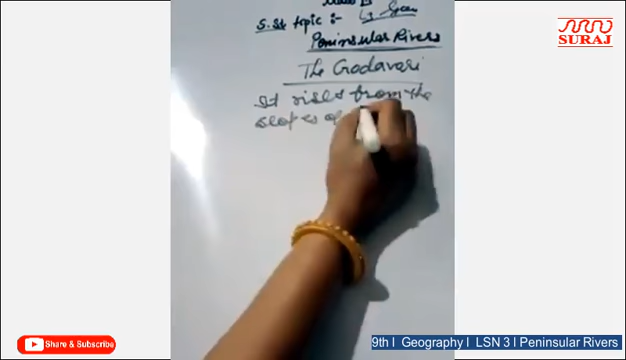 SURAJ
S.St topic :-
Peninsular Rivers
The Godavari
It rises from the
slopes of
Share & Subscribe
9th I Geography I LSN 3 I Peninsular Rivers